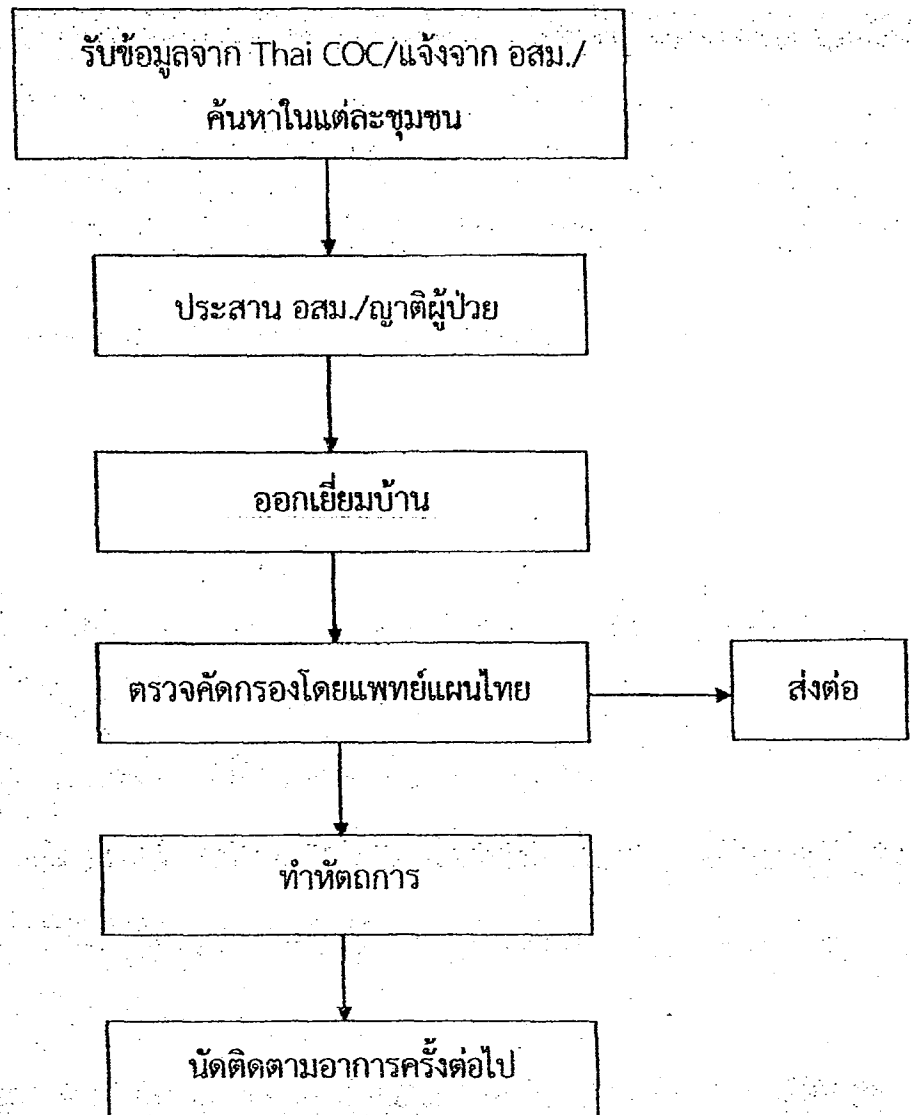 รับข้อมูลจาก Thai COC/แจ้งจาก อสม./
ค้นหาในแต่ละชุมชน
ประสาน อสม./ญาติผู้ป่วย
ออกเยี่ยมบ้าน
ตรวจคัดกรองโดยแพทย์แผนไทย
ส่งต่อ
ทำหัตถการ
นัดติดตามอาการครั้งต่อไป